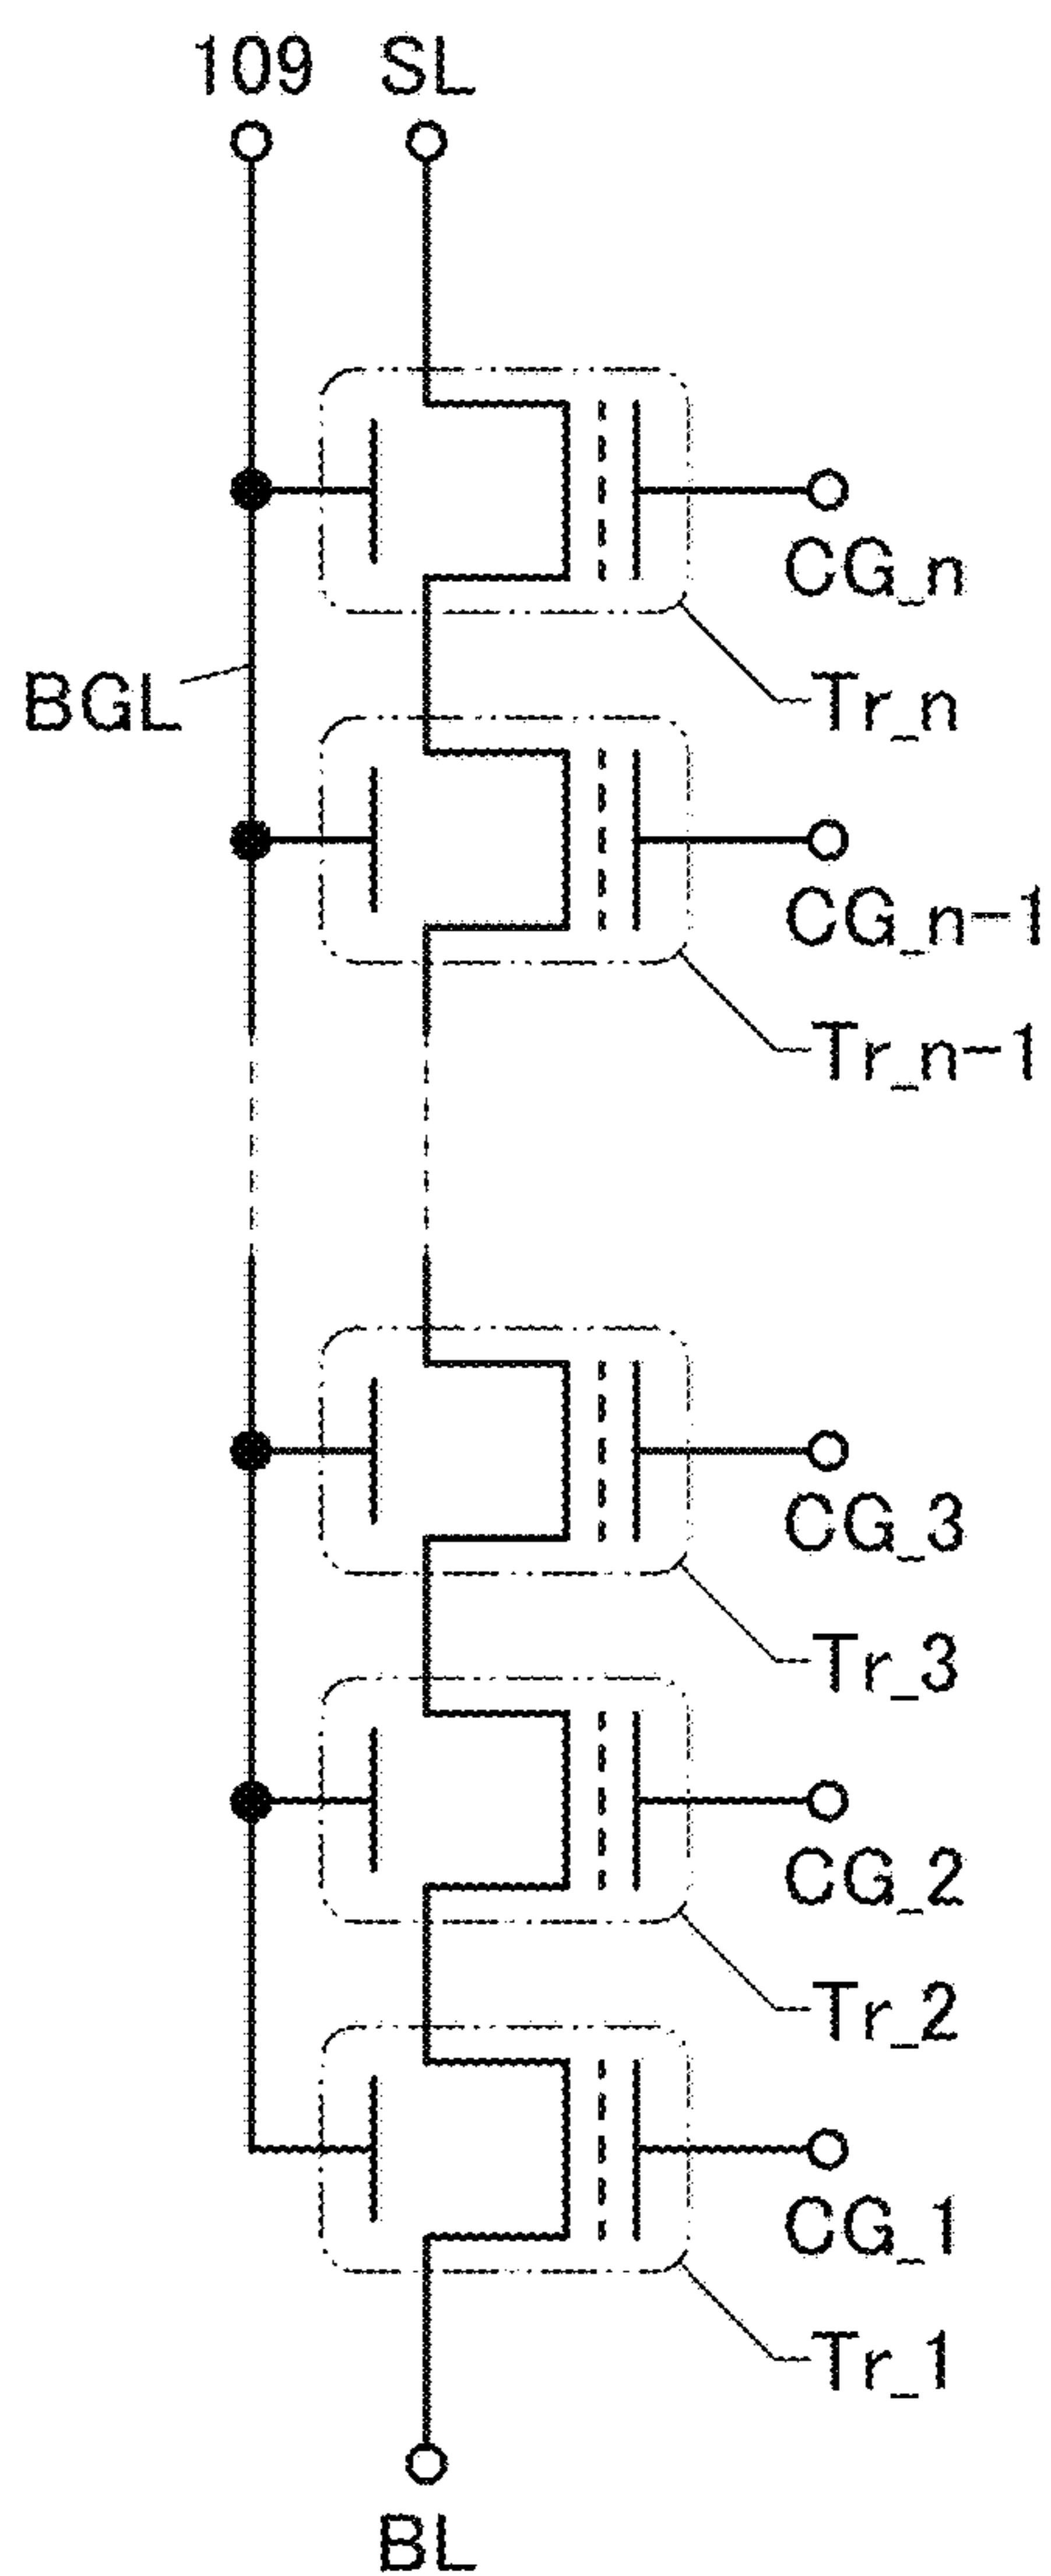 109 SL
CG_n
BGL
Tr_n
CG_n-1
Tr_n-1
CG_3
Tr_3
CG_2
Tr_2
CG_1
Tr_1
BL